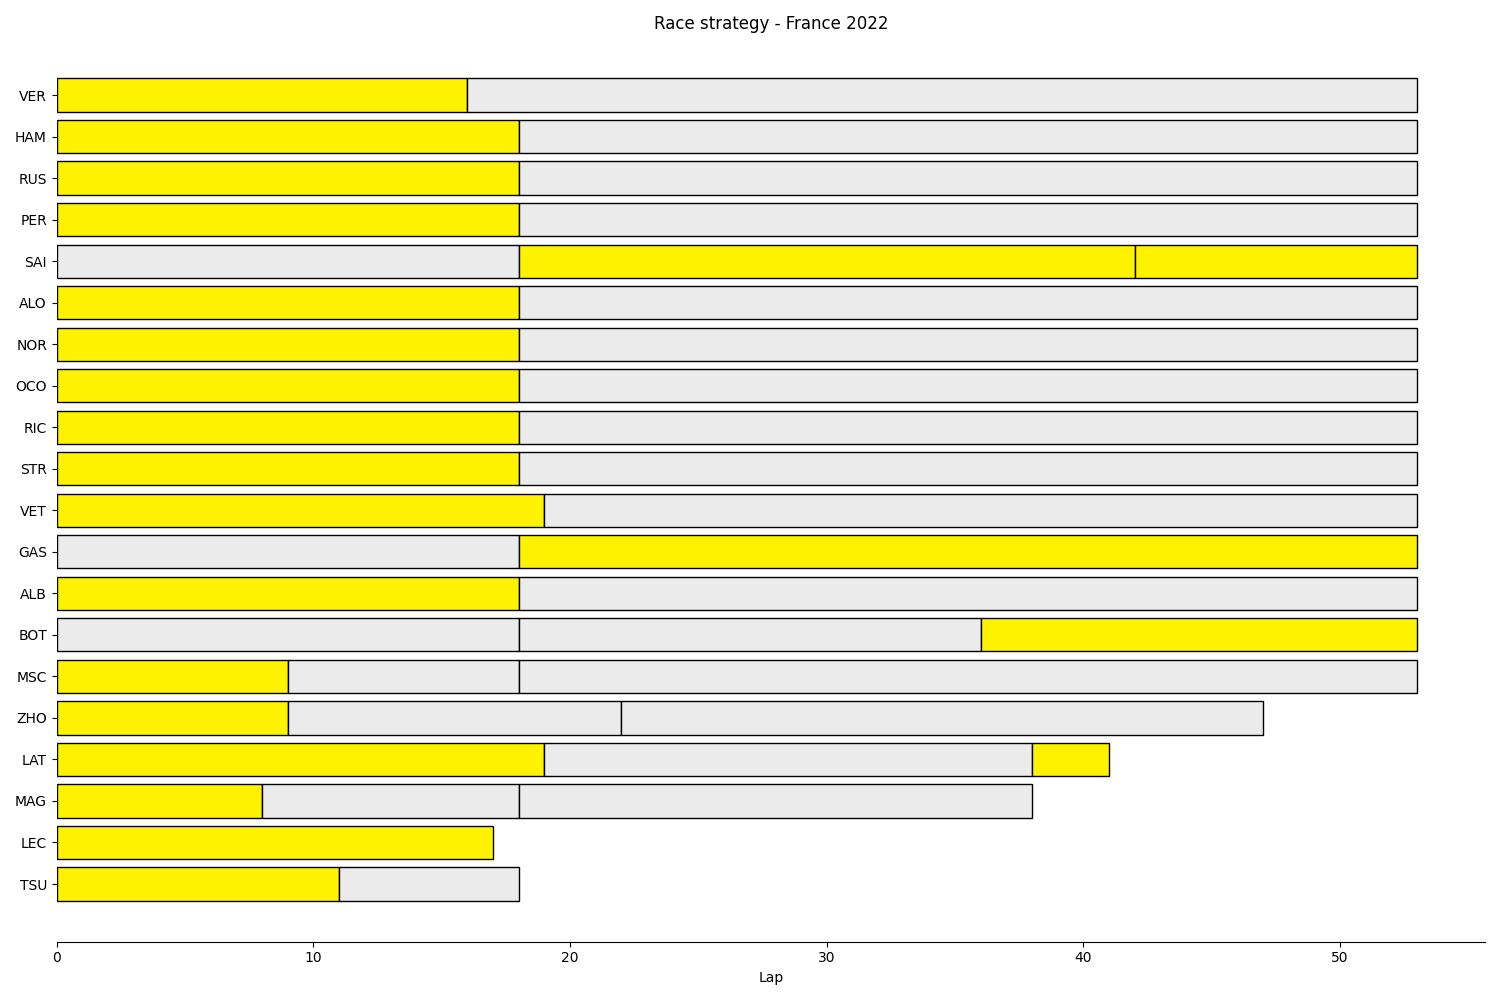 Race strategy - France 2022
VER
HAM
RUS
PER
SAI
ALO
NOR
OCO
RIC
STR
VET
GAS
ALB
BOT
MSC
ZHO
LAT
MAG
LEC
TSU
0 10 20 30 40 50
Lap